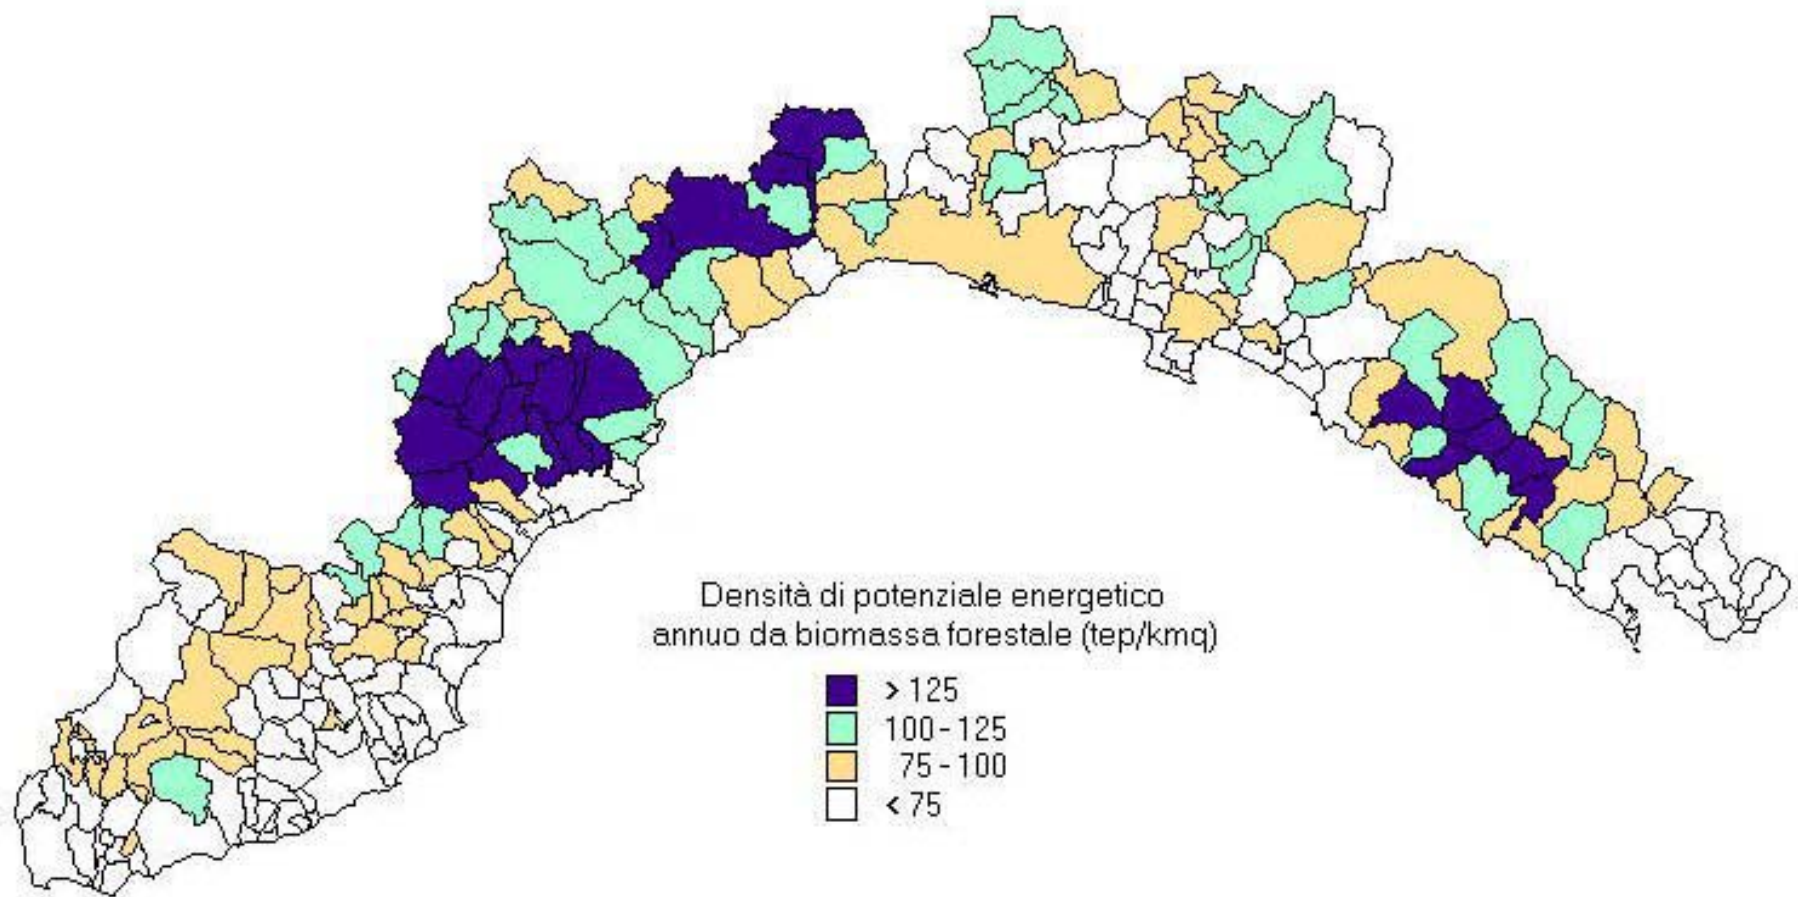 Densità di potenziale energetico
annuo da biomassa forestale (tep/kmq)
> 125
100-125
75-100
< 75